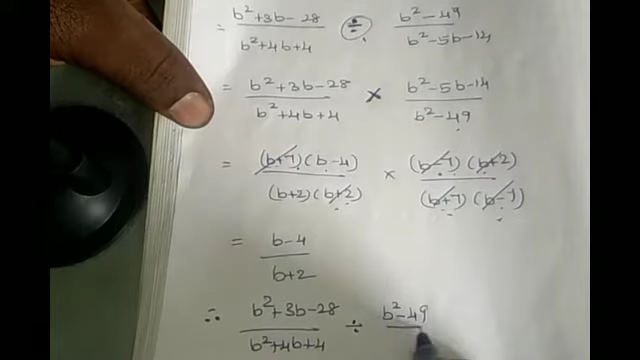 = b²+3b-28 / b²+4b+4 ÷ b²-49 / b²-5b-14
= b²+3b-28 / b²+4b+4 × b²-5b-14 / b²-49
= (b+7)(b-4) / (b+2)(b+2) × (b-7)(b+2) / (b+7)(b-7)
= b-4 / b+2
∴ b²+3b-28 / b²+4b+4 ÷ b²-49